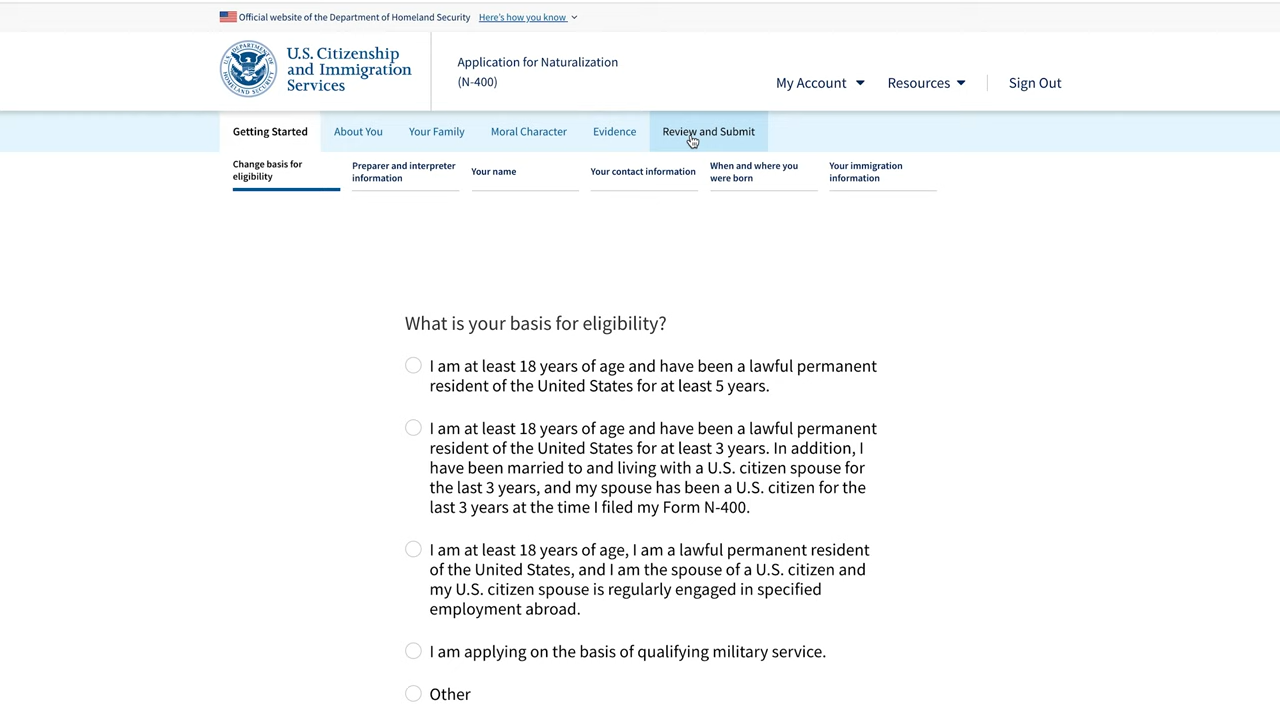 Official website of the Department of Homeland Security Here's how you know
U.S. Citizenship
and Immigration
Services
Application for Naturalization
(N-400)
My Account Resources Sign Out
Getting Started About You Your Family Moral Character Evidence Review and Submit
Change basis for
eligibility
Preparer and interpreter
information
Your name
Your contact information
When and where you
were born
Your immigration
information
What is your basis for eligibility?
I am at least 18 years of age and have been a lawful permanent
resident of the United States for at least 5 years.
I am at least 18 years of age and have been a lawful permanent
resident of the United States for at least 3 years. In addition, I
have been married to and living with a U.S. citizen spouse for
the last 3 years, and my spouse has been a U.S. citizen for the
last 3 years at the time I filed my Form N-400.
I am at least 18 years of age, I am a lawful permanent resident
of the United States, and I am the spouse of a U.S. citizen and
my U.S. citizen spouse is regularly engaged in specified
employment abroad.
I am applying on the basis of qualifying military service.
Other